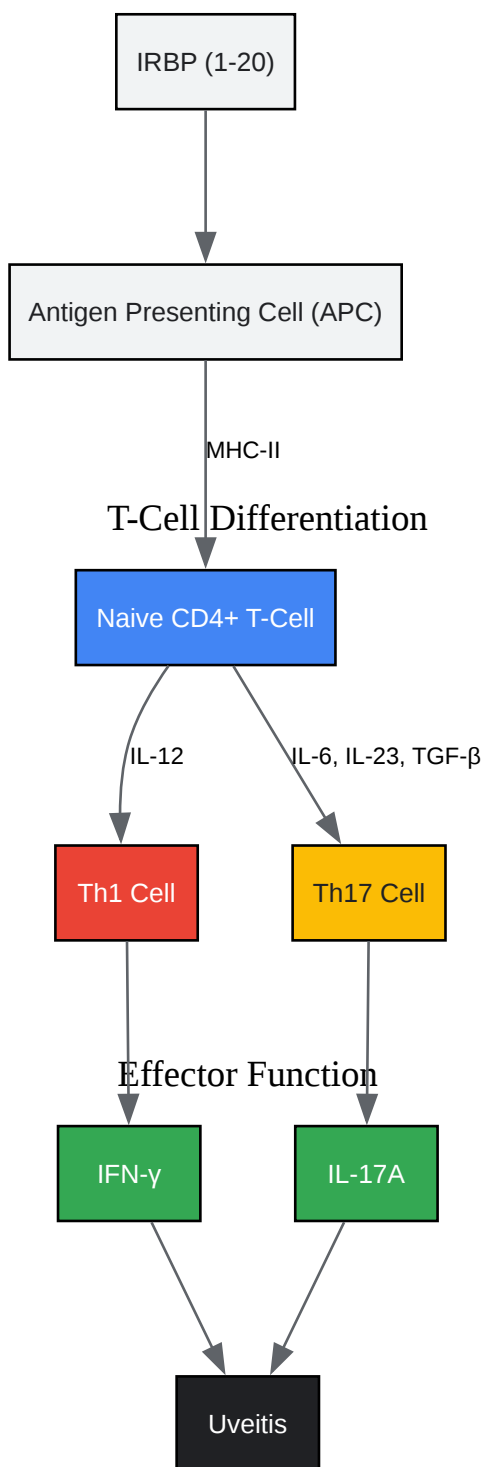 IRBP (1-20)
Antigen Presenting Cell (APC)
MHC-II
T-Cell Differentiation
Naive CD4+ T-Cell
IL-12
IL-6, IL-23, TGF-β
Th1 Cell
Th17 Cell
Effector Function
IFN-γ
IL-17A
Uveitis